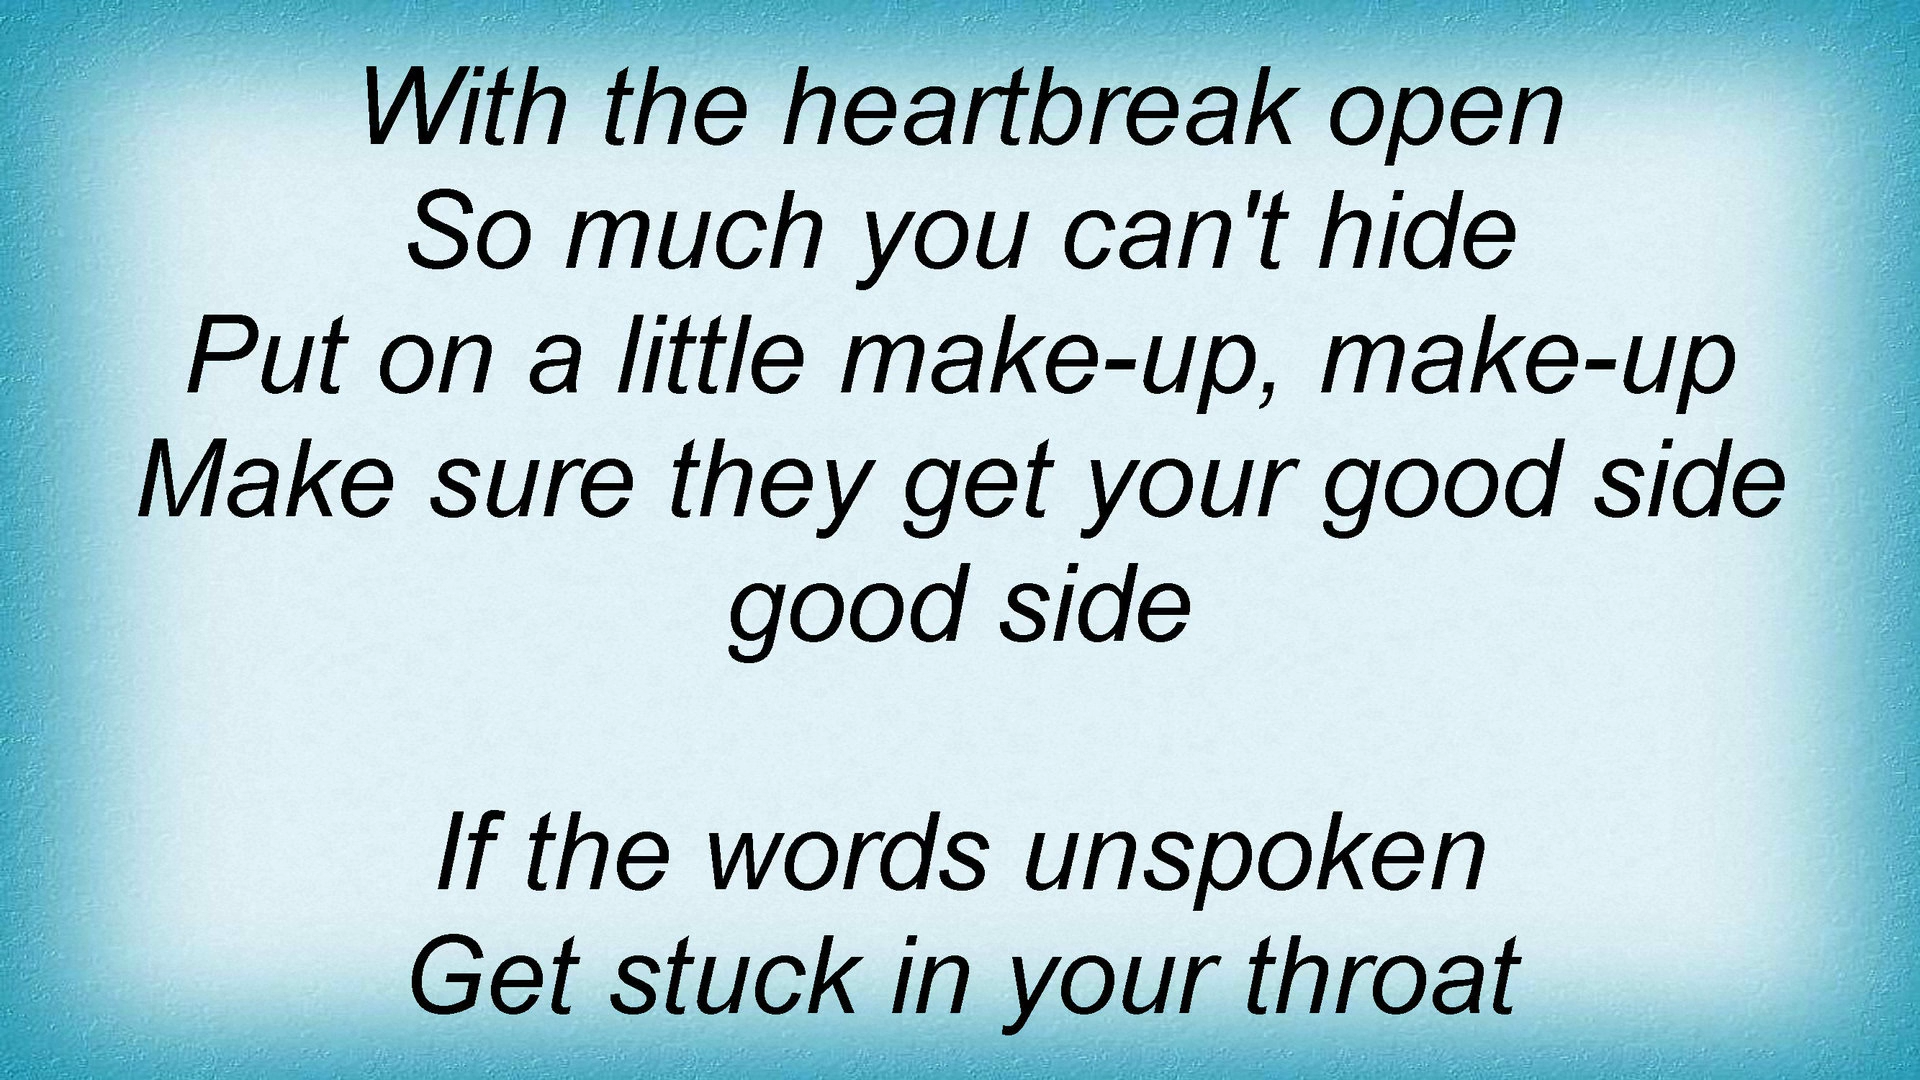 With the heartbreak open
So much you can't hide
Put on a little make-up, make-up
Make sure they get your good side
good side
If the words unspoken
Get stuck in your throat